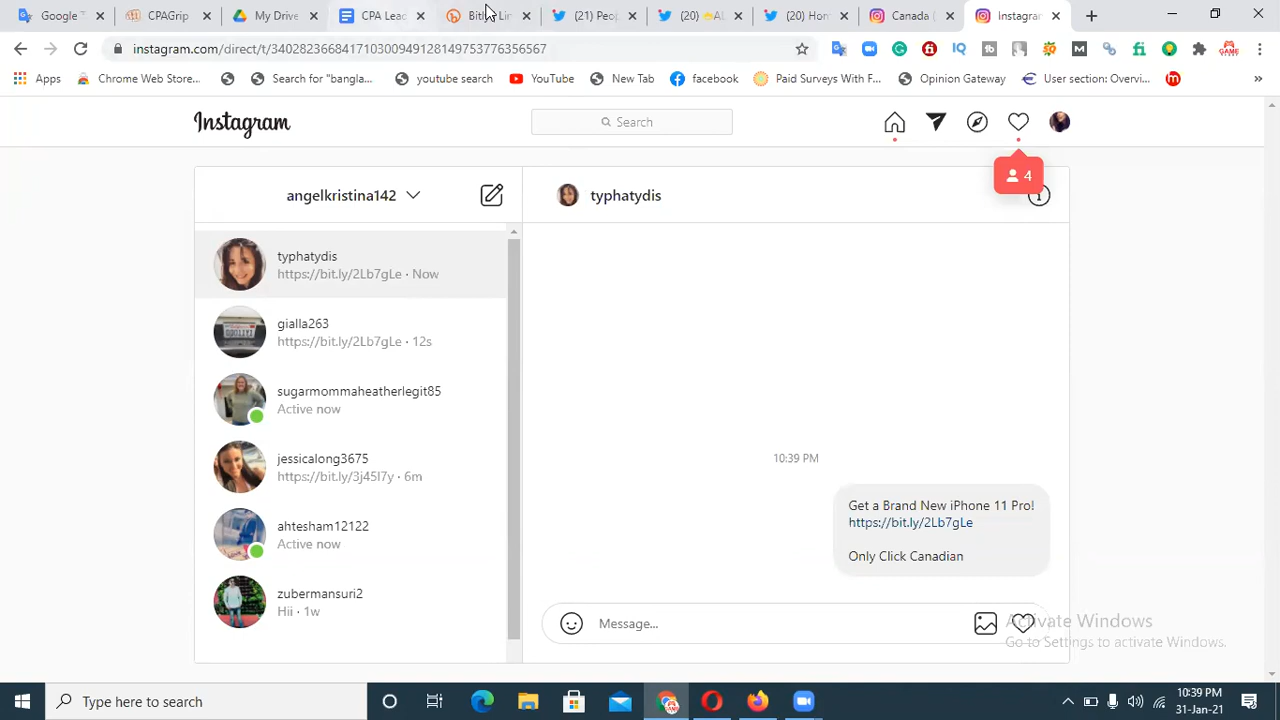 Google T
CPAGrip
My Drive
CPA Lead
Bitly | Lin
(21) Peop
(20) AL
(20) Hom
Canada (
Instagram
instagram.com/direct/t/340282366841710300949128149753776356567
Apps
Chrome Web Store...
Search for "bangla...
youtube search
YouTube
New Tab
facebook
Paid Surveys With F...
Opinion Gateway
User section: Overvi...
»
Instagram
Search
4
angelkristina142
typhatydis
typhatydis
https://bit.ly/2Lb7gLe · Now
gialla263
https://bit.ly/2Lb7gLe · 12s
sugarmommaheatherlegit85
Active now
jessicalong3675
https://bit.ly/3j45I7y · 6m
ahtesham12122
Active now
zubermansuri2
Hii · 1w
10:39 PM
Get a Brand New iPhone 11 Pro!
https://bit.ly/2Lb7gLe
Only Click Canadian
Message...
Activate Windows
Go to Settings to activate Windows.
Type here to search
10:39 PM
31-Jan-21